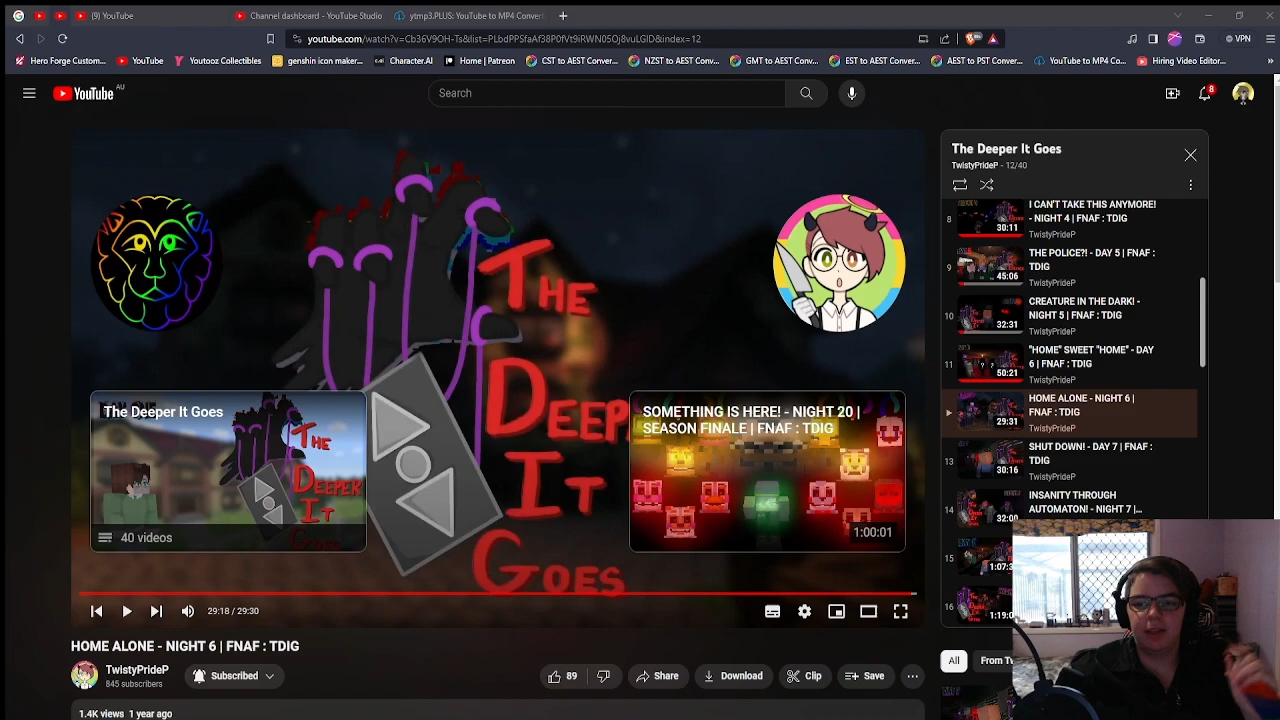 (9) YouTube
Channel dashboard - YouTube Studio
ytmp3.PLUS: YouTube to MP4 Convert
youtube.com/watch?v=Cb36V9OH-Ts&list=PLbdPPSfaAf38P0fVt9iRWN05Oj8vuLGlD&index=12
VPN
Hero Forge Custom...
YouTube
Youtooz Collectibles
genshin icon maker...
c.ai
Character.AI
Home | Patreon
CST to AEST Conver...
NZST to AEST Conv...
GMT to AEST Conve...
EST to AEST Conver...
AEST to PST Conver...
YouTube to MP4 Co...
Hiring Video Editor...
YouTube AU
Search
8
The Deeper It Goes
TwistyPrideP - 12/40
8
I CAN'T TAKE THIS ANYMORE!
- NIGHT 4 | FNAF : TDIG
30:11
TwistyPrideP
9
THE POLICE?! - DAY 5 | FNAF :
TDIG
45:06
TwistyPrideP
10
CREATURE IN THE DARK! -
NIGHT 5 | FNAF : TDIG
32:31
TwistyPrideP
11
"HOME" SWEET "HOME" - DAY
6 | FNAF : TDIG
50:21
TwistyPrideP
HOME ALONE - NIGHT 6 |
FNAF : TDIG
29:31
TwistyPrideP
13
SHUT DOWN! - DAY 7 | FNAF :
TDIG
30:16
TwistyPrideP
14
INSANITY THROUGH
AUTOMATON! - NIGHT 7 |...
32:00
15
1:07:3
16
1:19:0
THE
DEEPER
IT
GOES
The Deeper It Goes
THE
DEEPER
IT
GOES
40 videos
SOMETHING IS HERE! - NIGHT 20 |
SEASON FINALE | FNAF : TDIG
1:00:01
29:18 / 29:30
HOME ALONE - NIGHT 6 | FNAF : TDIG
TwistyPrideP
845 subscribers
Subscribed
89
Share
Download
Clip
Save
All
From Tw
1.4K views 1 year ago